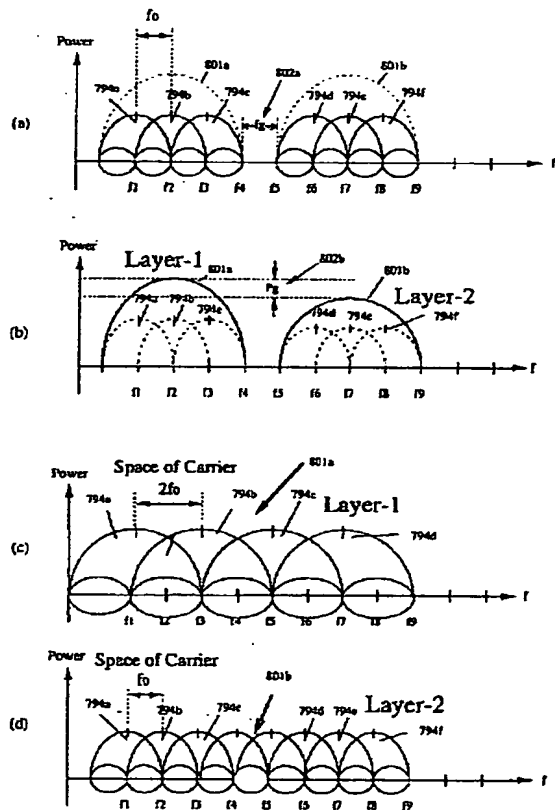 Power
fo
801a
801b
802a
794a
794b
794c
794d
794e
794f
fg
(a)
f1 f2 f3 f4 f5 f6 f7 f8 f9
f
Power
Layer-1
801a
802b
Pg
801b
Layer-2
794a
794b
794c
794d
794e
794f
(b)
f1 f2 f3 f4 f5 f6 f7 f8 f9
f
Space of Carrier
801a
Power
794a
2fo
794b
794c
Layer-1
794d
(c)
f1 f2 f3 f4 f5 f6 f7 f8 f9
f
Power
Space of Carrier
801b
fo
794a
794b
794c
794d
794e
Layer-2
794f
(d)
f1 f2 f3 f4 f5 f6 f7 f8 f9
f